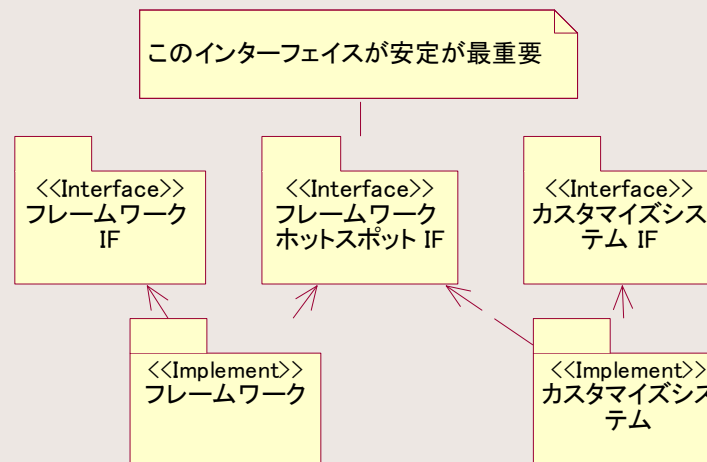 このインターフェイスが安定が最重要
<<Interface>>
フレームワーク
IF
<<Interface>>
フレームワーク
ホットスポット IF
<<Interface>>
カスタマイズシス
テム IF
<<Implement>>
フレームワーク
<<Implement>>
カスタマイズシス
テム